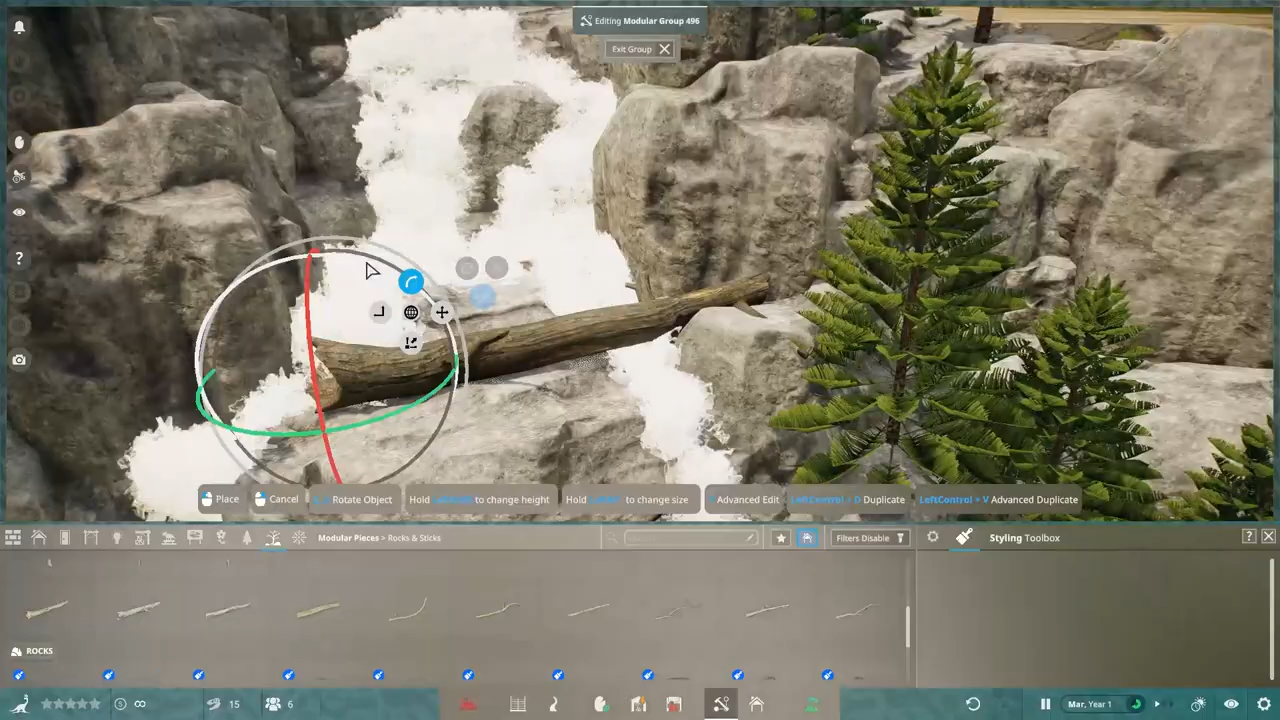 Editing Modular Group 496
Exit Group
Place
Cancel
Rotate Object
Hold to change height
Hold to change size
Advanced Edit
LeftControl + D Duplicate
LeftControl + V Advanced Duplicate
Modular Pieces > Rocks & Sticks
Filters Disable
Styling Toolbox
?
ROCKS
?
15
6
Mar, Year 1